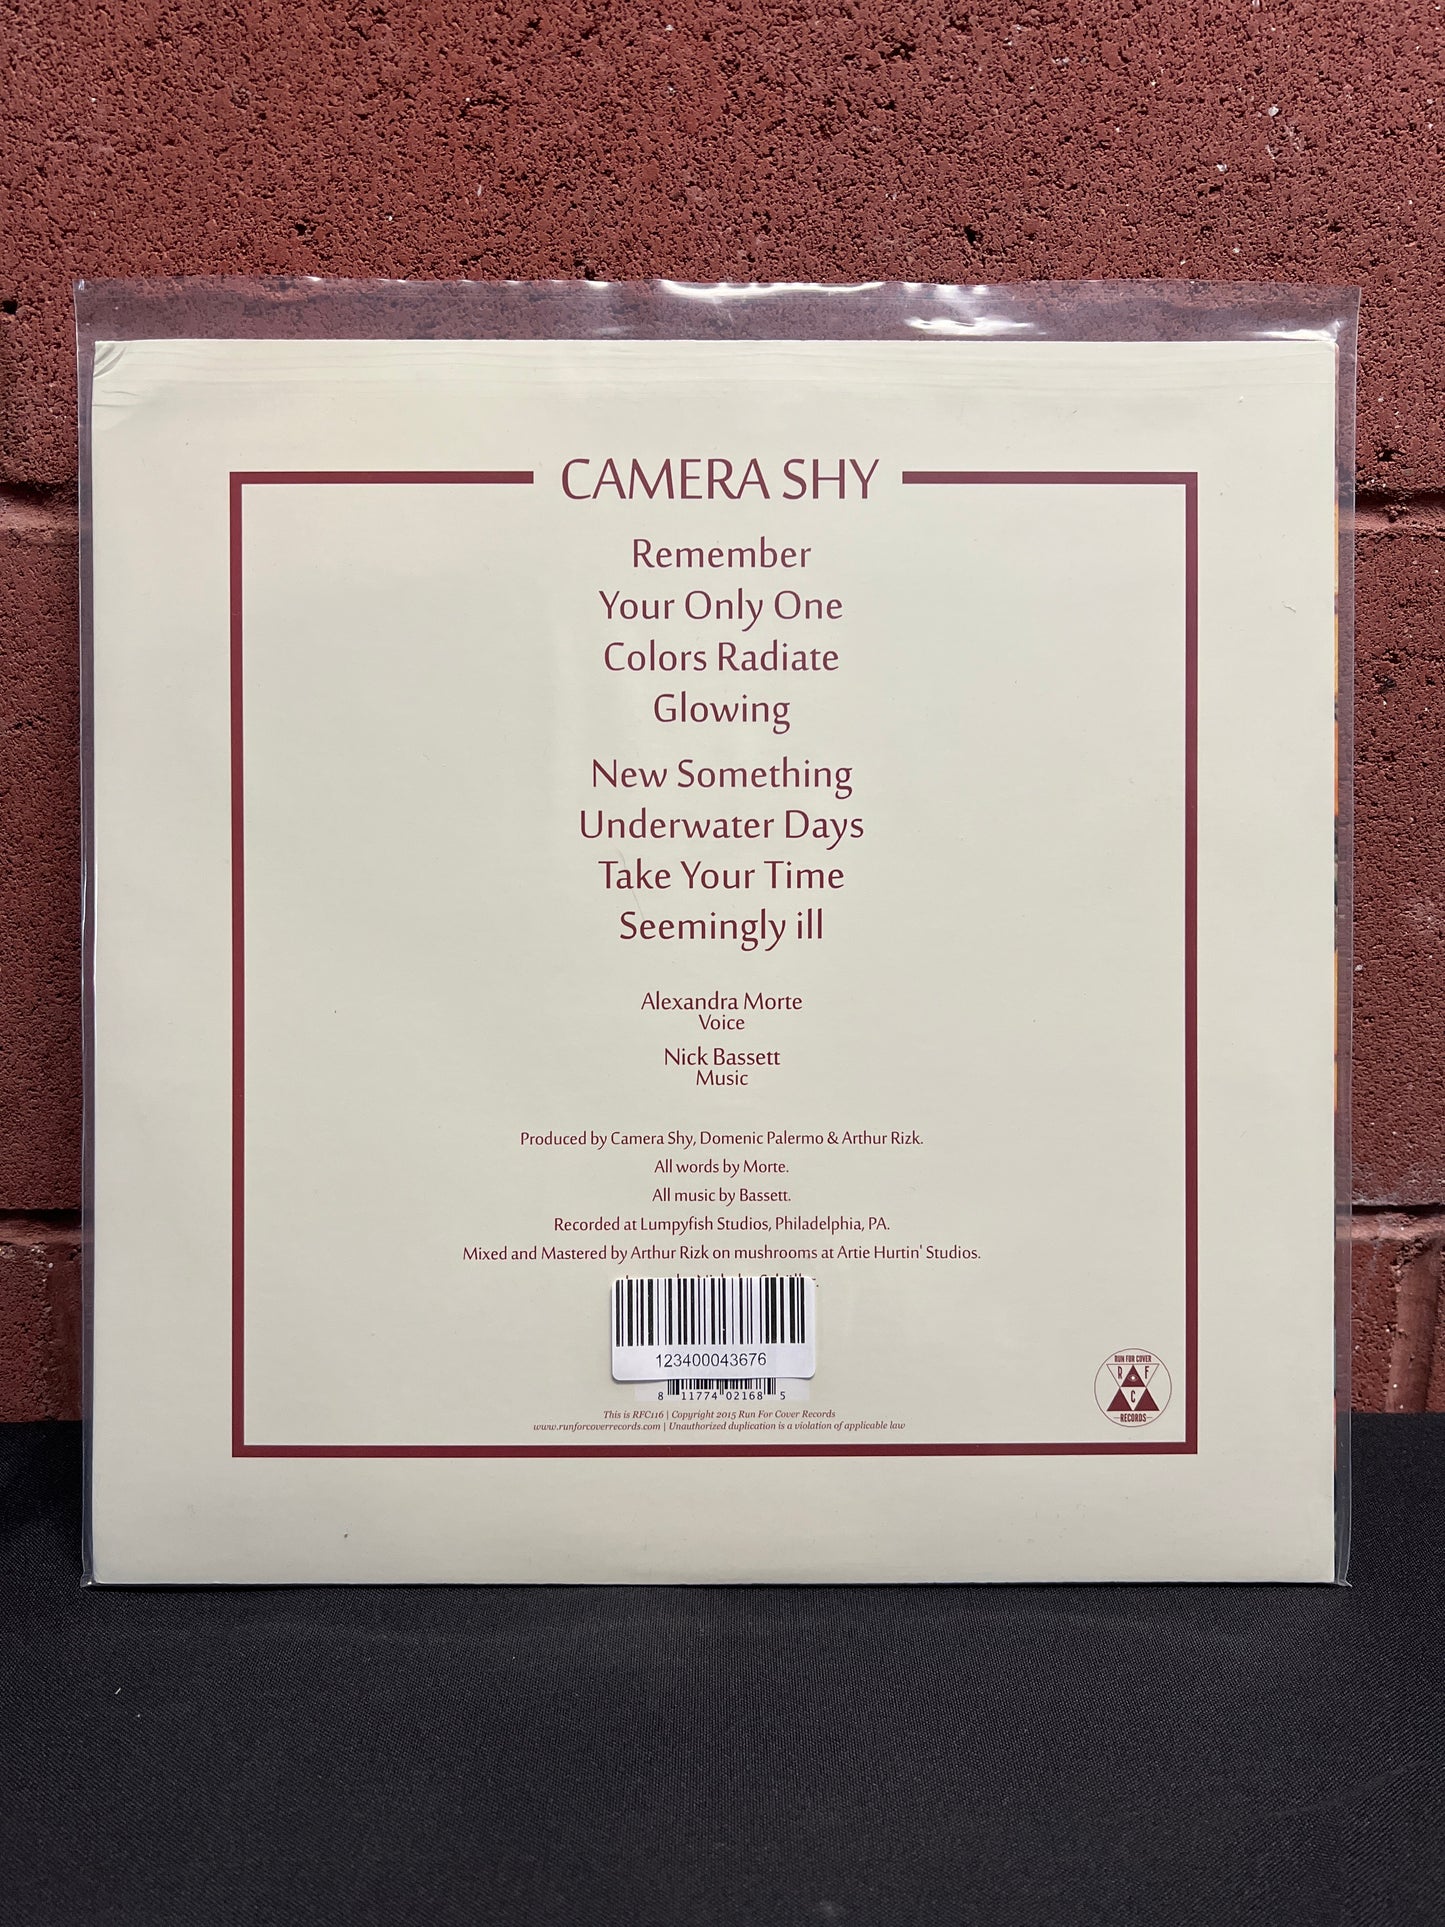 CAMERA SHY
Remember
Your Only One
Colors Radiate
Glowing
New Something
Underwater Days
Take Your Time
Seemingly ill
Alexandra Morte
Voice
Nick Bassett
Music
Produced by Camera Shy, Domenic Palermo & Arthur Rizk.
All words by Morte.
All music by Bassett.
Recorded at Lumpyfish Studios, Philadelphia, PA.
Mixed and Mastered by Arthur Rizk on mushrooms at Artie Hurtin' Studios.
123400043676
8 11774 02168 5
This is RFC116 | Copyright 2015 Run For Cover Records
www.runforcoverrecords.com | Unauthorized duplication is a violation of applicable law
RUN FOR COVER
R F
C
RECORDS